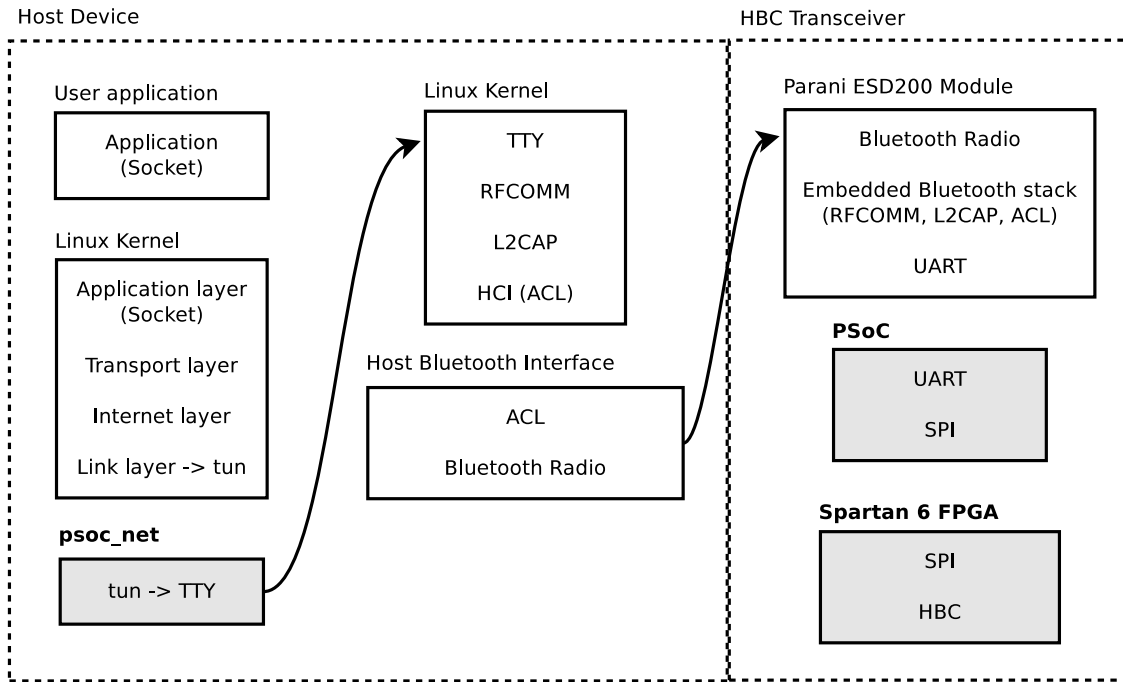 Host Device
User application
Application
(Socket)
Linux Kernel
Application layer
(Socket)
Transport layer
Internet layer
Link layer -> tun
psoc_net
tun -> TTY
Linux Kernel
TTY
RFCOMM
L2CAP
HCI (ACL)
Host Bluetooth Interface
ACL
Bluetooth Radio
HBC Transceiver
Parani ESD200 Module
Bluetooth Radio
Embedded Bluetooth stack
(RFCOMM, L2CAP, ACL)
UART
PSoC
UART
SPI
Spartan 6 FPGA
SPI
HBC